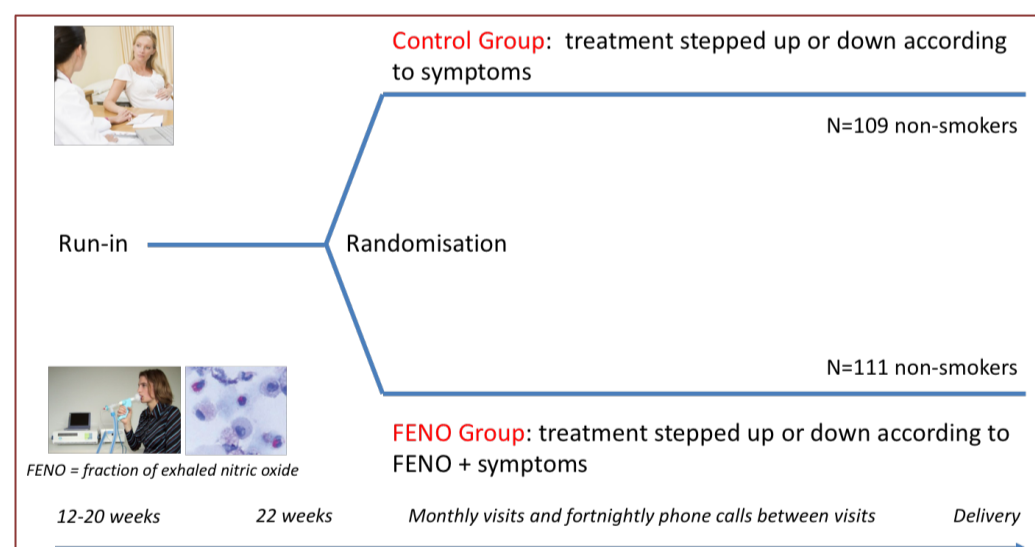 Control Group:  treatment stepped up or down according
to symptoms
N=109 non-smokers
Run-in
Randomisation
N=111 non-smokers
FENO Group: treatment stepped up or down according to
FENO + symptoms
FENO = fraction of exhaled nitric oxide
12-20 weeks 22 weeks Monthly visits and fortnightly phone calls between visits Delivery